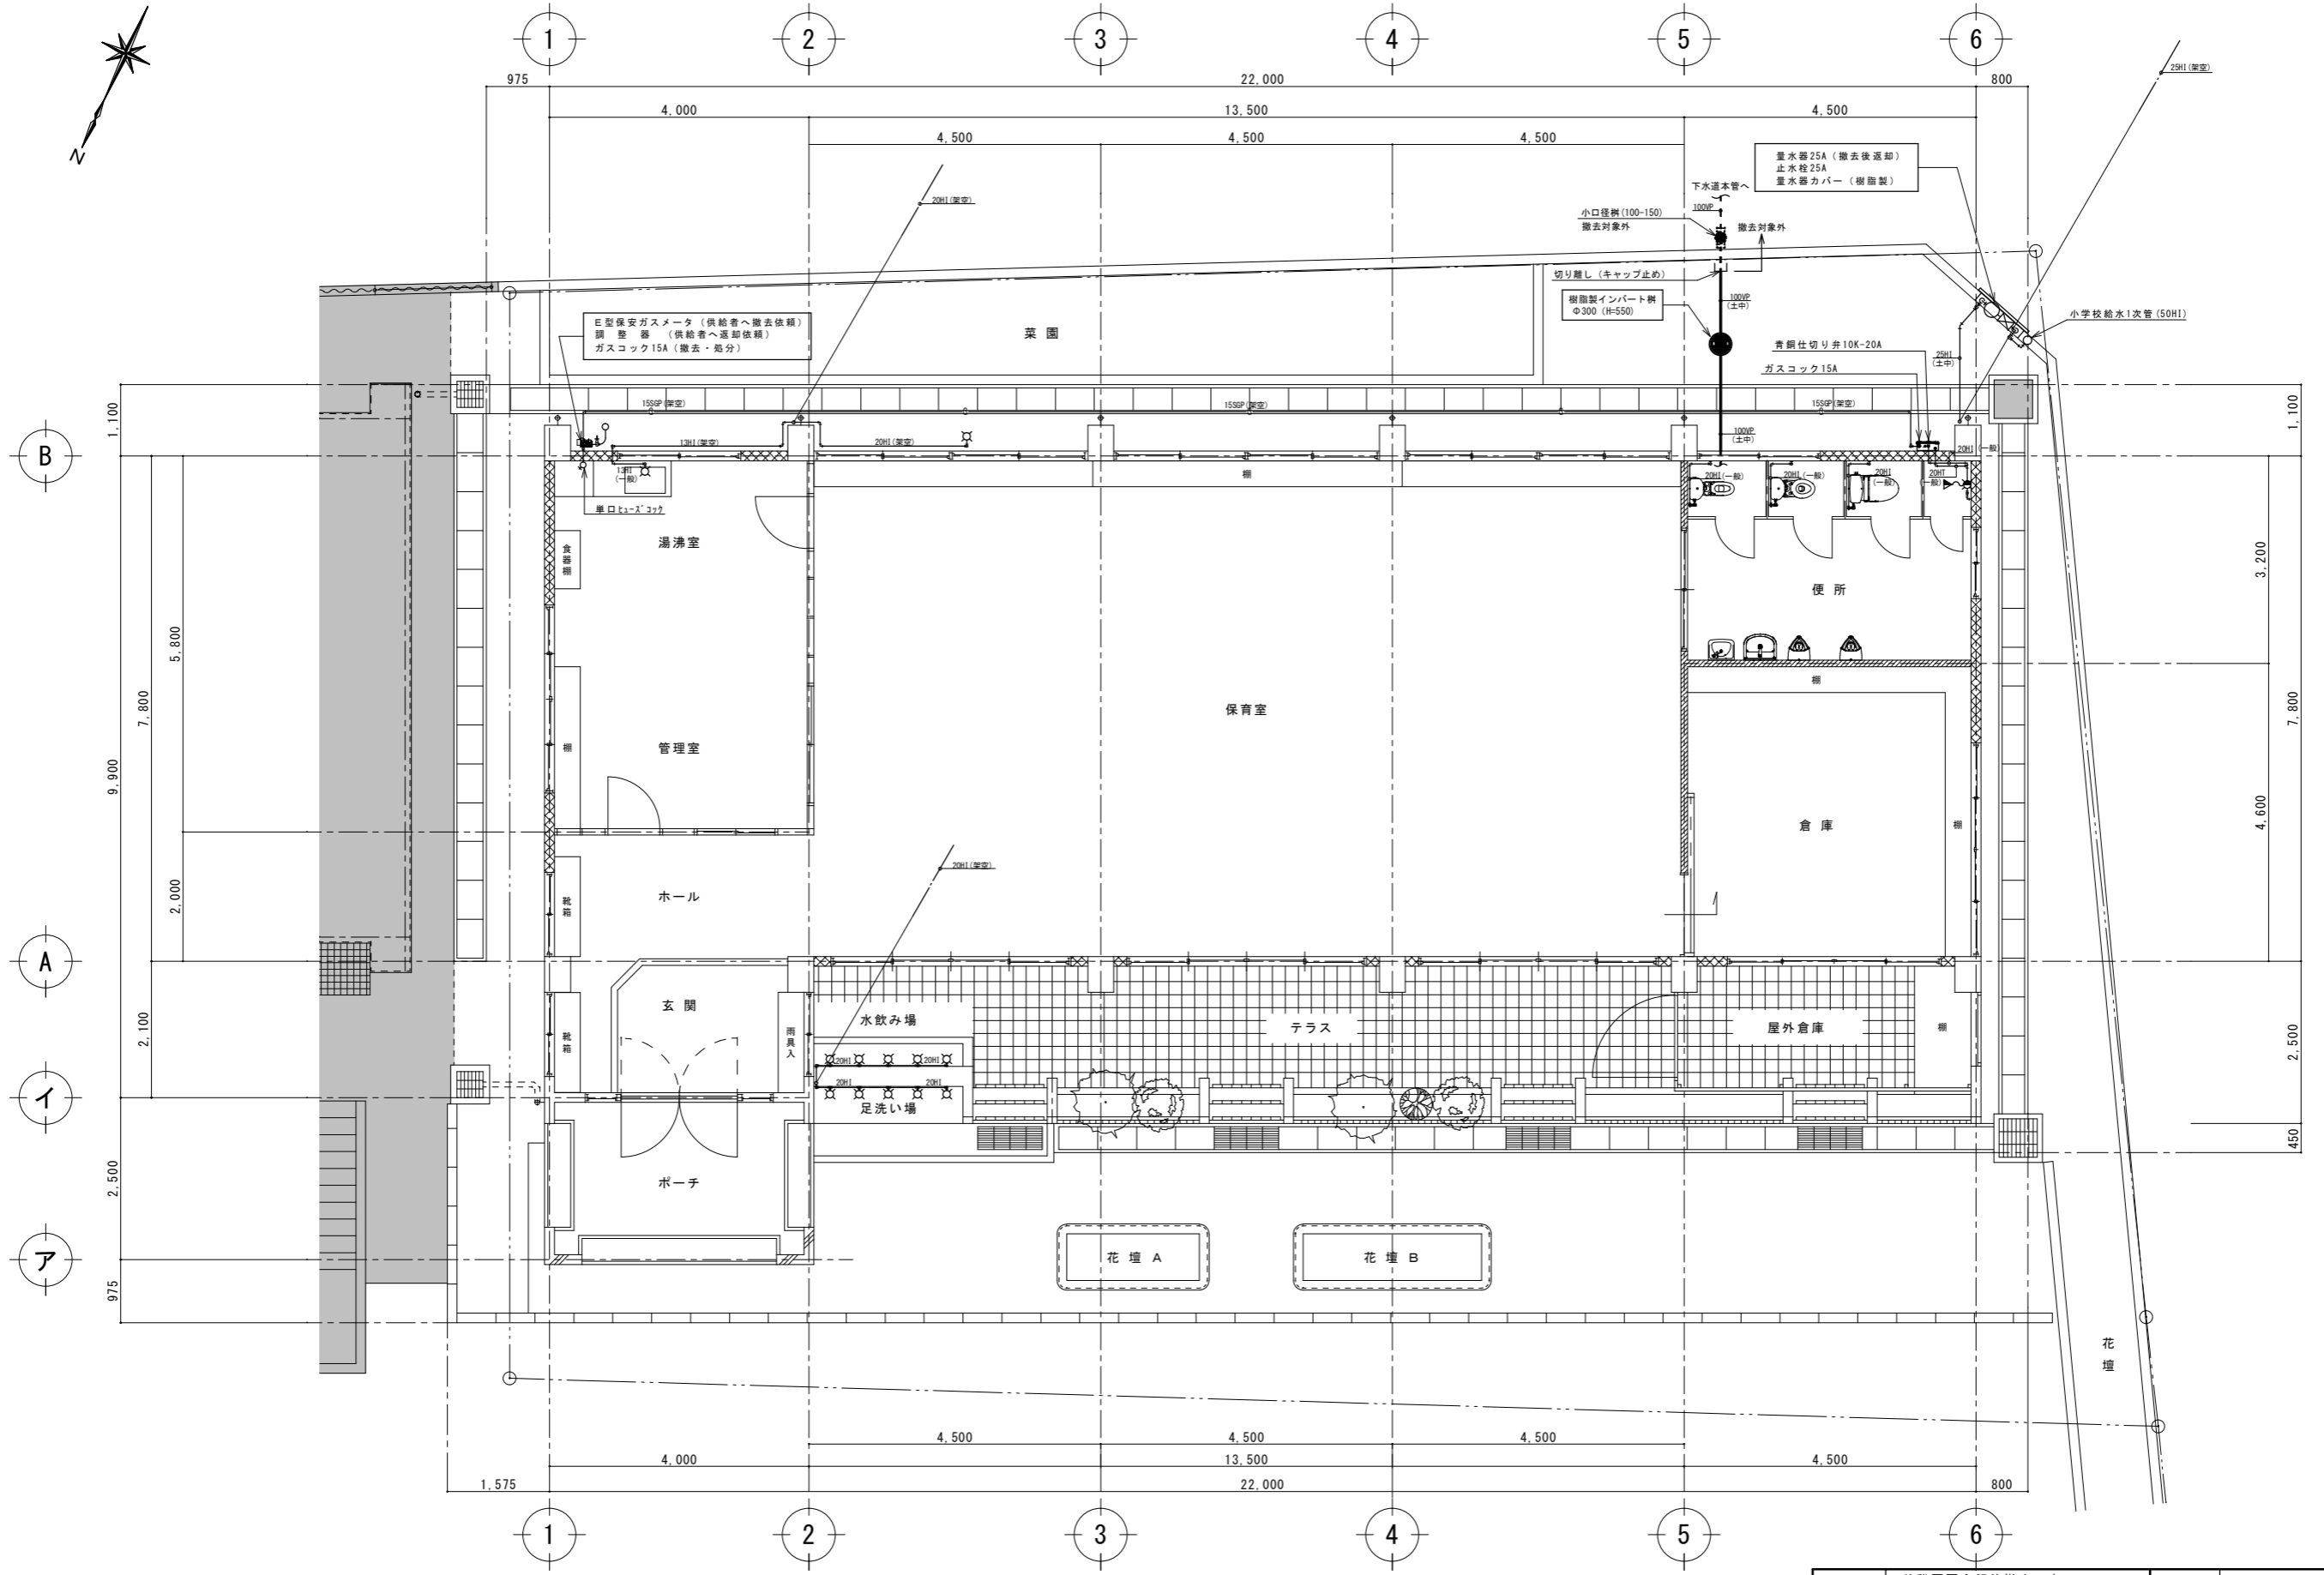 1
2
3
4
5
6
975
22,000
800
4,000
13,500
4,500
4,500
4,500
4,500
N
25HI(架空)
20HI(架空)
量水器25A（撤去後返却）
止水栓25A
量水器カバー（樹脂製）
下水道本管へ
100VP
小口径桝(100-150)
撤去対象外
撤去対象外
切り離し（キャップ止め）
樹脂製インバート桝
Φ300（H=550）
100VP
(土中)
小学校給水1次管(50HI)
青銅仕切り弁10K-20A
ガスコック15A
25HI
(土中)
E型保安ガスメータ（供給者へ撤去依頼）
調整器（供給者へ返却依頼）
ガスコック15A（撤去・処分）
菜園
15SGP(架空)
15SGP(架空)
15SGP(架空)
13HI(架空)
20HI(架空)
100VP
(土中)
20HI(一般)
13HI
(一般)
単口ﾋｭｰｽﾞｺｯｸ
棚
20HI(一般)
20HI(一般)
20HI
(一般)
20HI
(一般)
1,100
B
1,100
湯沸室
食器棚
便所
3,200
5,800
7,800
9,900
棚
保育室
管理室
棚
倉庫
棚
7,800
4,600
2,000
20HI(架空)
ホール
靴箱
A
玄関
靴箱
雨具入
水飲み場
テラス
屋外倉庫
棚
2,100
2,500
20HI
20HI
20HI
20HI
イ
足洗い場
450
2,500
ポーチ
ア
花壇A
花壇B
975
花壇
4,500
4,500
4,500
4,000
13,500
4,500
1,575
22,000
800
1
2
3
4
5
6